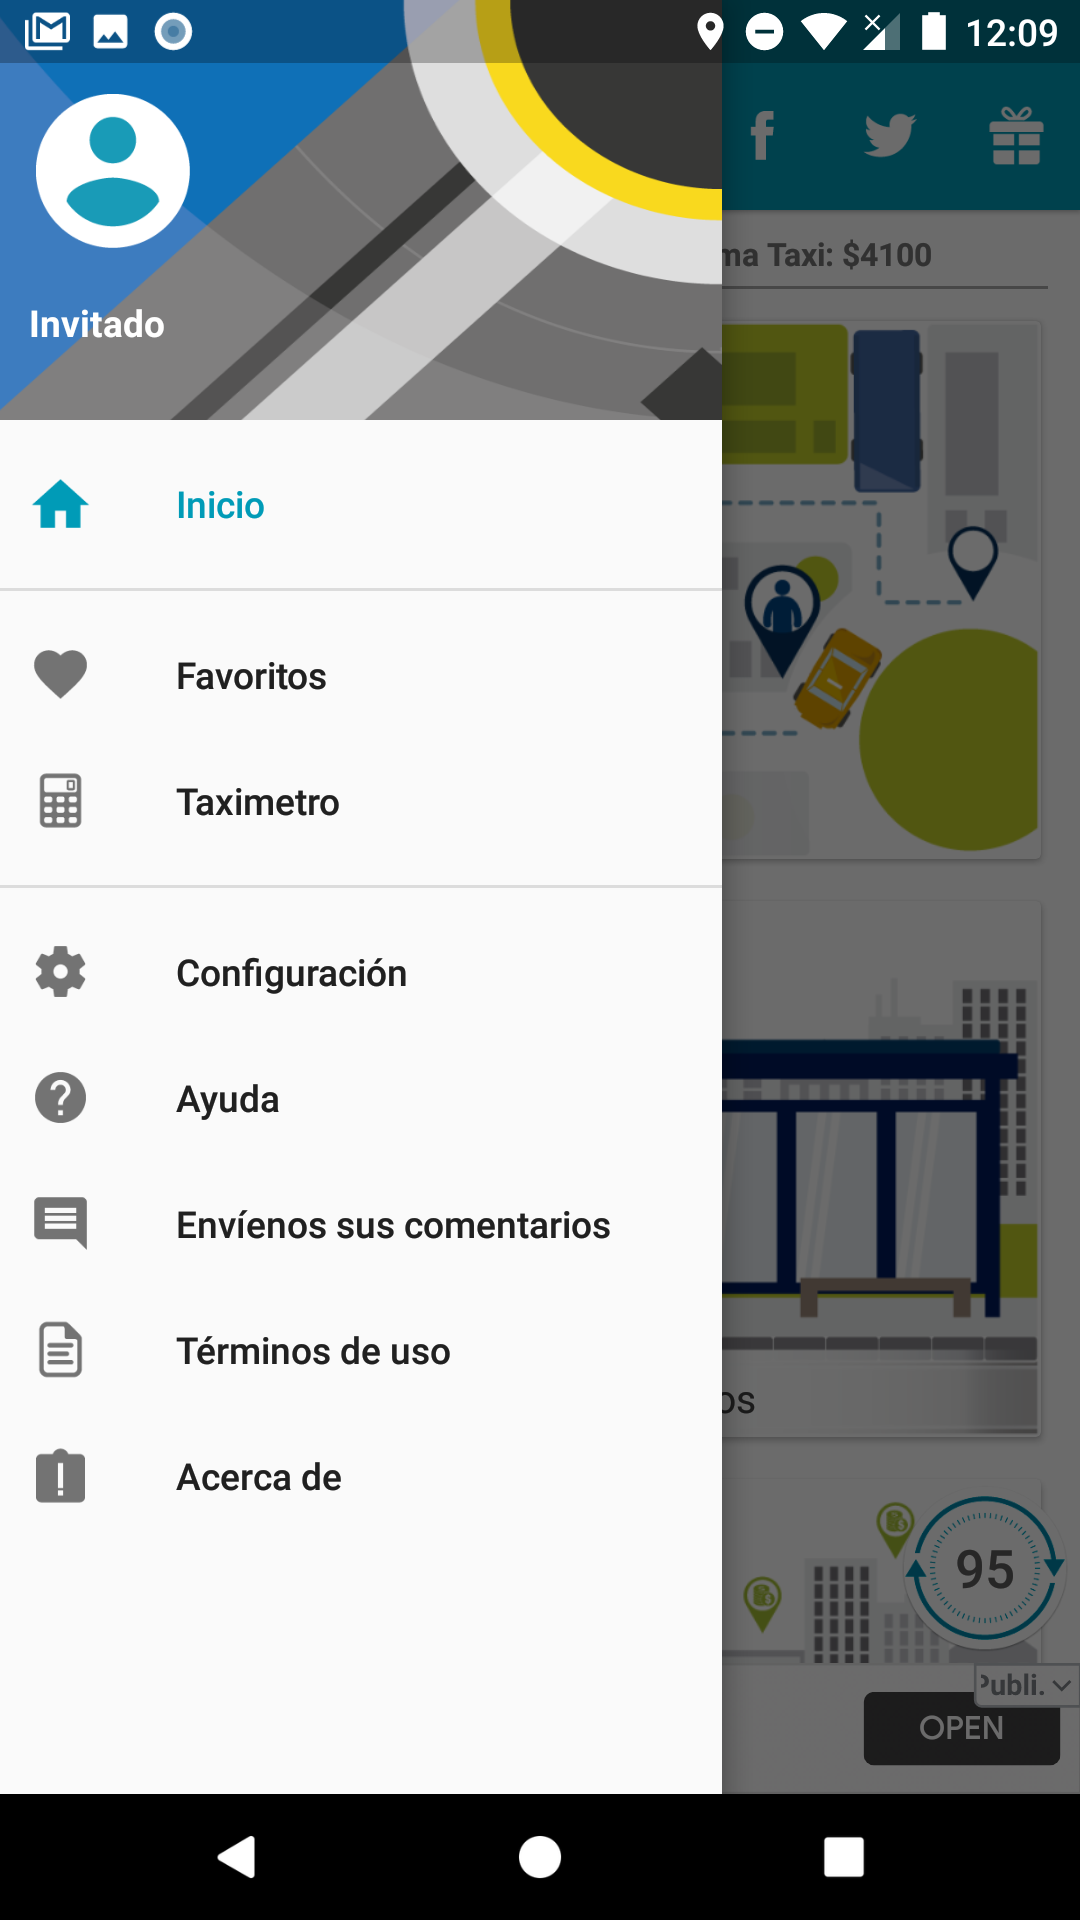 12:09
ma Taxi: $4100
Invitado
Inicio
Favoritos
Taximetro
Configuración
Ayuda
Envíenos sus comentarios
Términos de uso
os
Acerca de
95
Publi.
OPEN